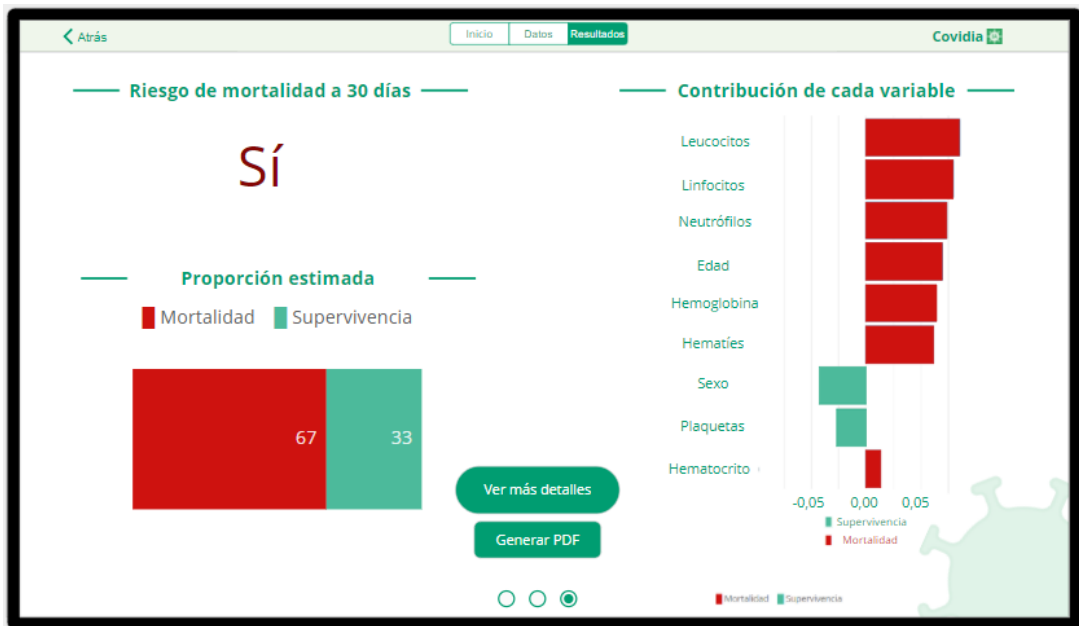 Atrás
Inicio
Datos
Resultados
Covidia
Riesgo de mortalidad a 30 días
Sí
Proporción estimada
Mortalidad
Supervivencia
67
33
Ver más detalles
Generar PDF
Contribución de cada variable
Leucocitos
Linfocitos
Neutrófilos
Edad
Hemoglobina
Hematíes
Sexo
Plaquetas
Hematocrito
-0,05 0,00 0,05
Supervivencia
Mortalidad
Mortalidad Supervivencia